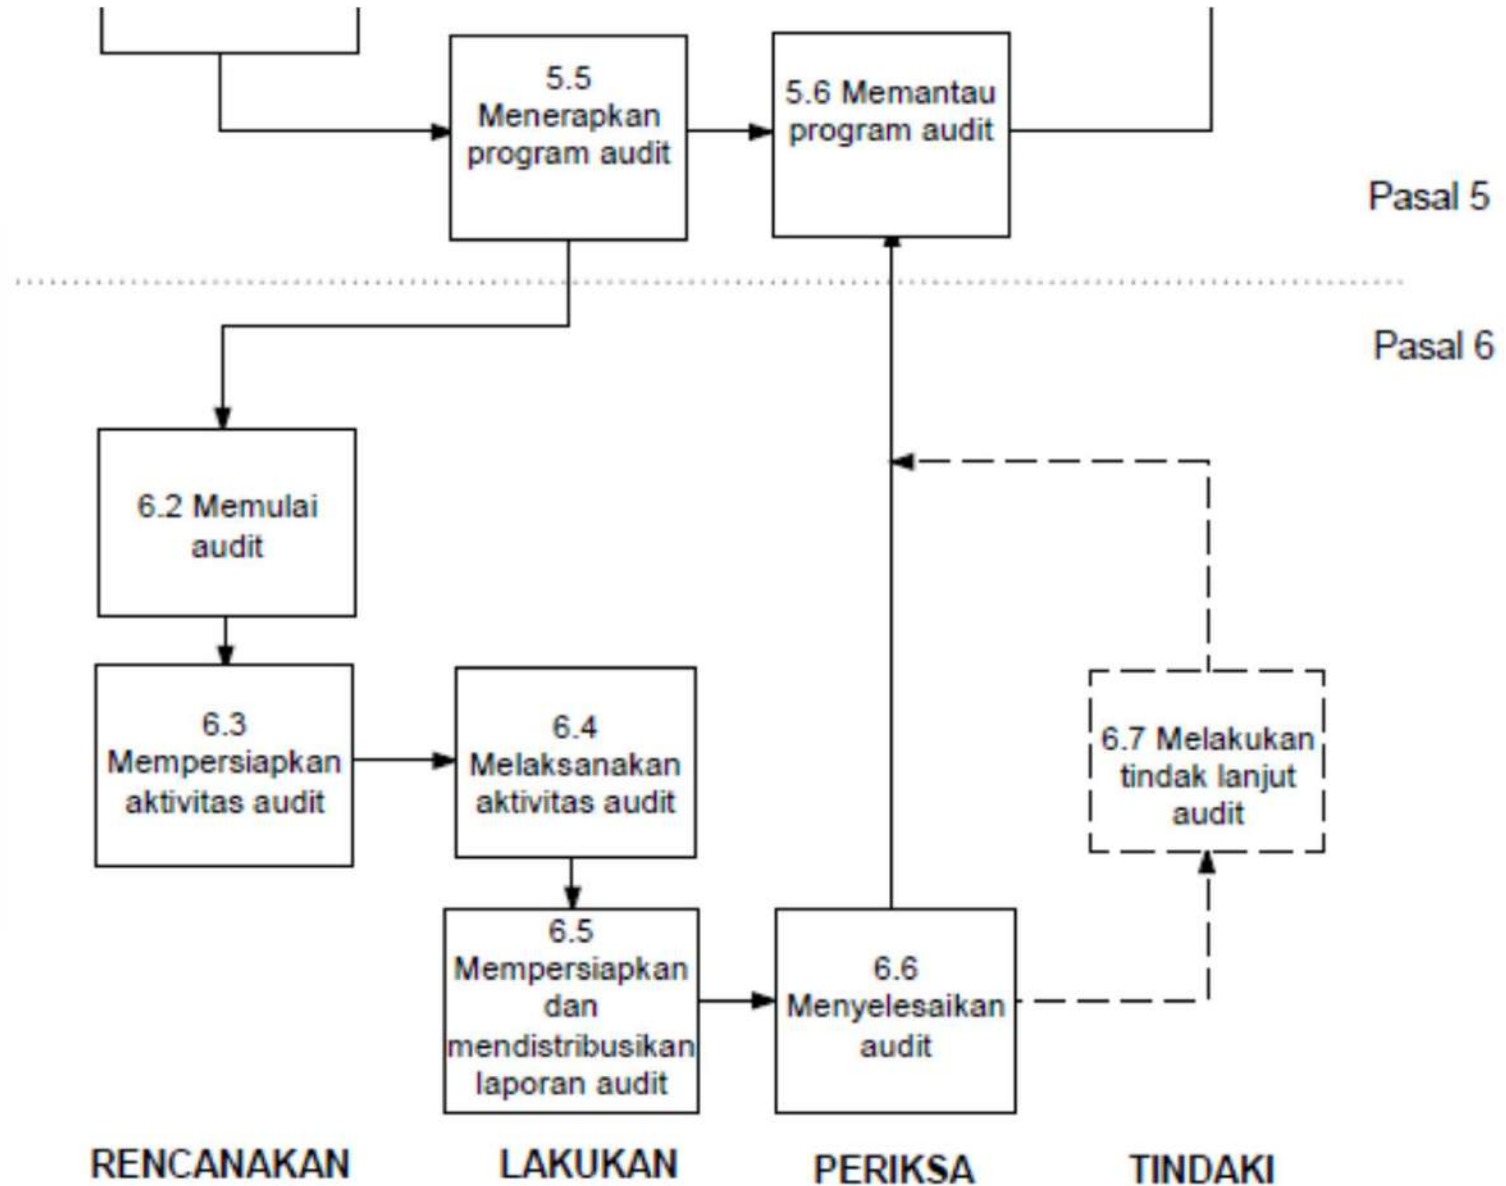 5.5
Menerapkan
program audit
5.6 Memantau
program audit
Pasal 5
Pasal 6
6.2 Memulai
audit
6.3
Mempersiapkan
aktivitas audit
6.4
Melaksanakan
aktivitas audit
6.7 Melakukan
tindak lanjut
audit
6.5
Mempersiapkan
dan
mendistribusikan
laporan audit
6.6
Menyelesaikan
audit
RENCANAKAN
LAKUKAN
PERIKSA
TINDAKI